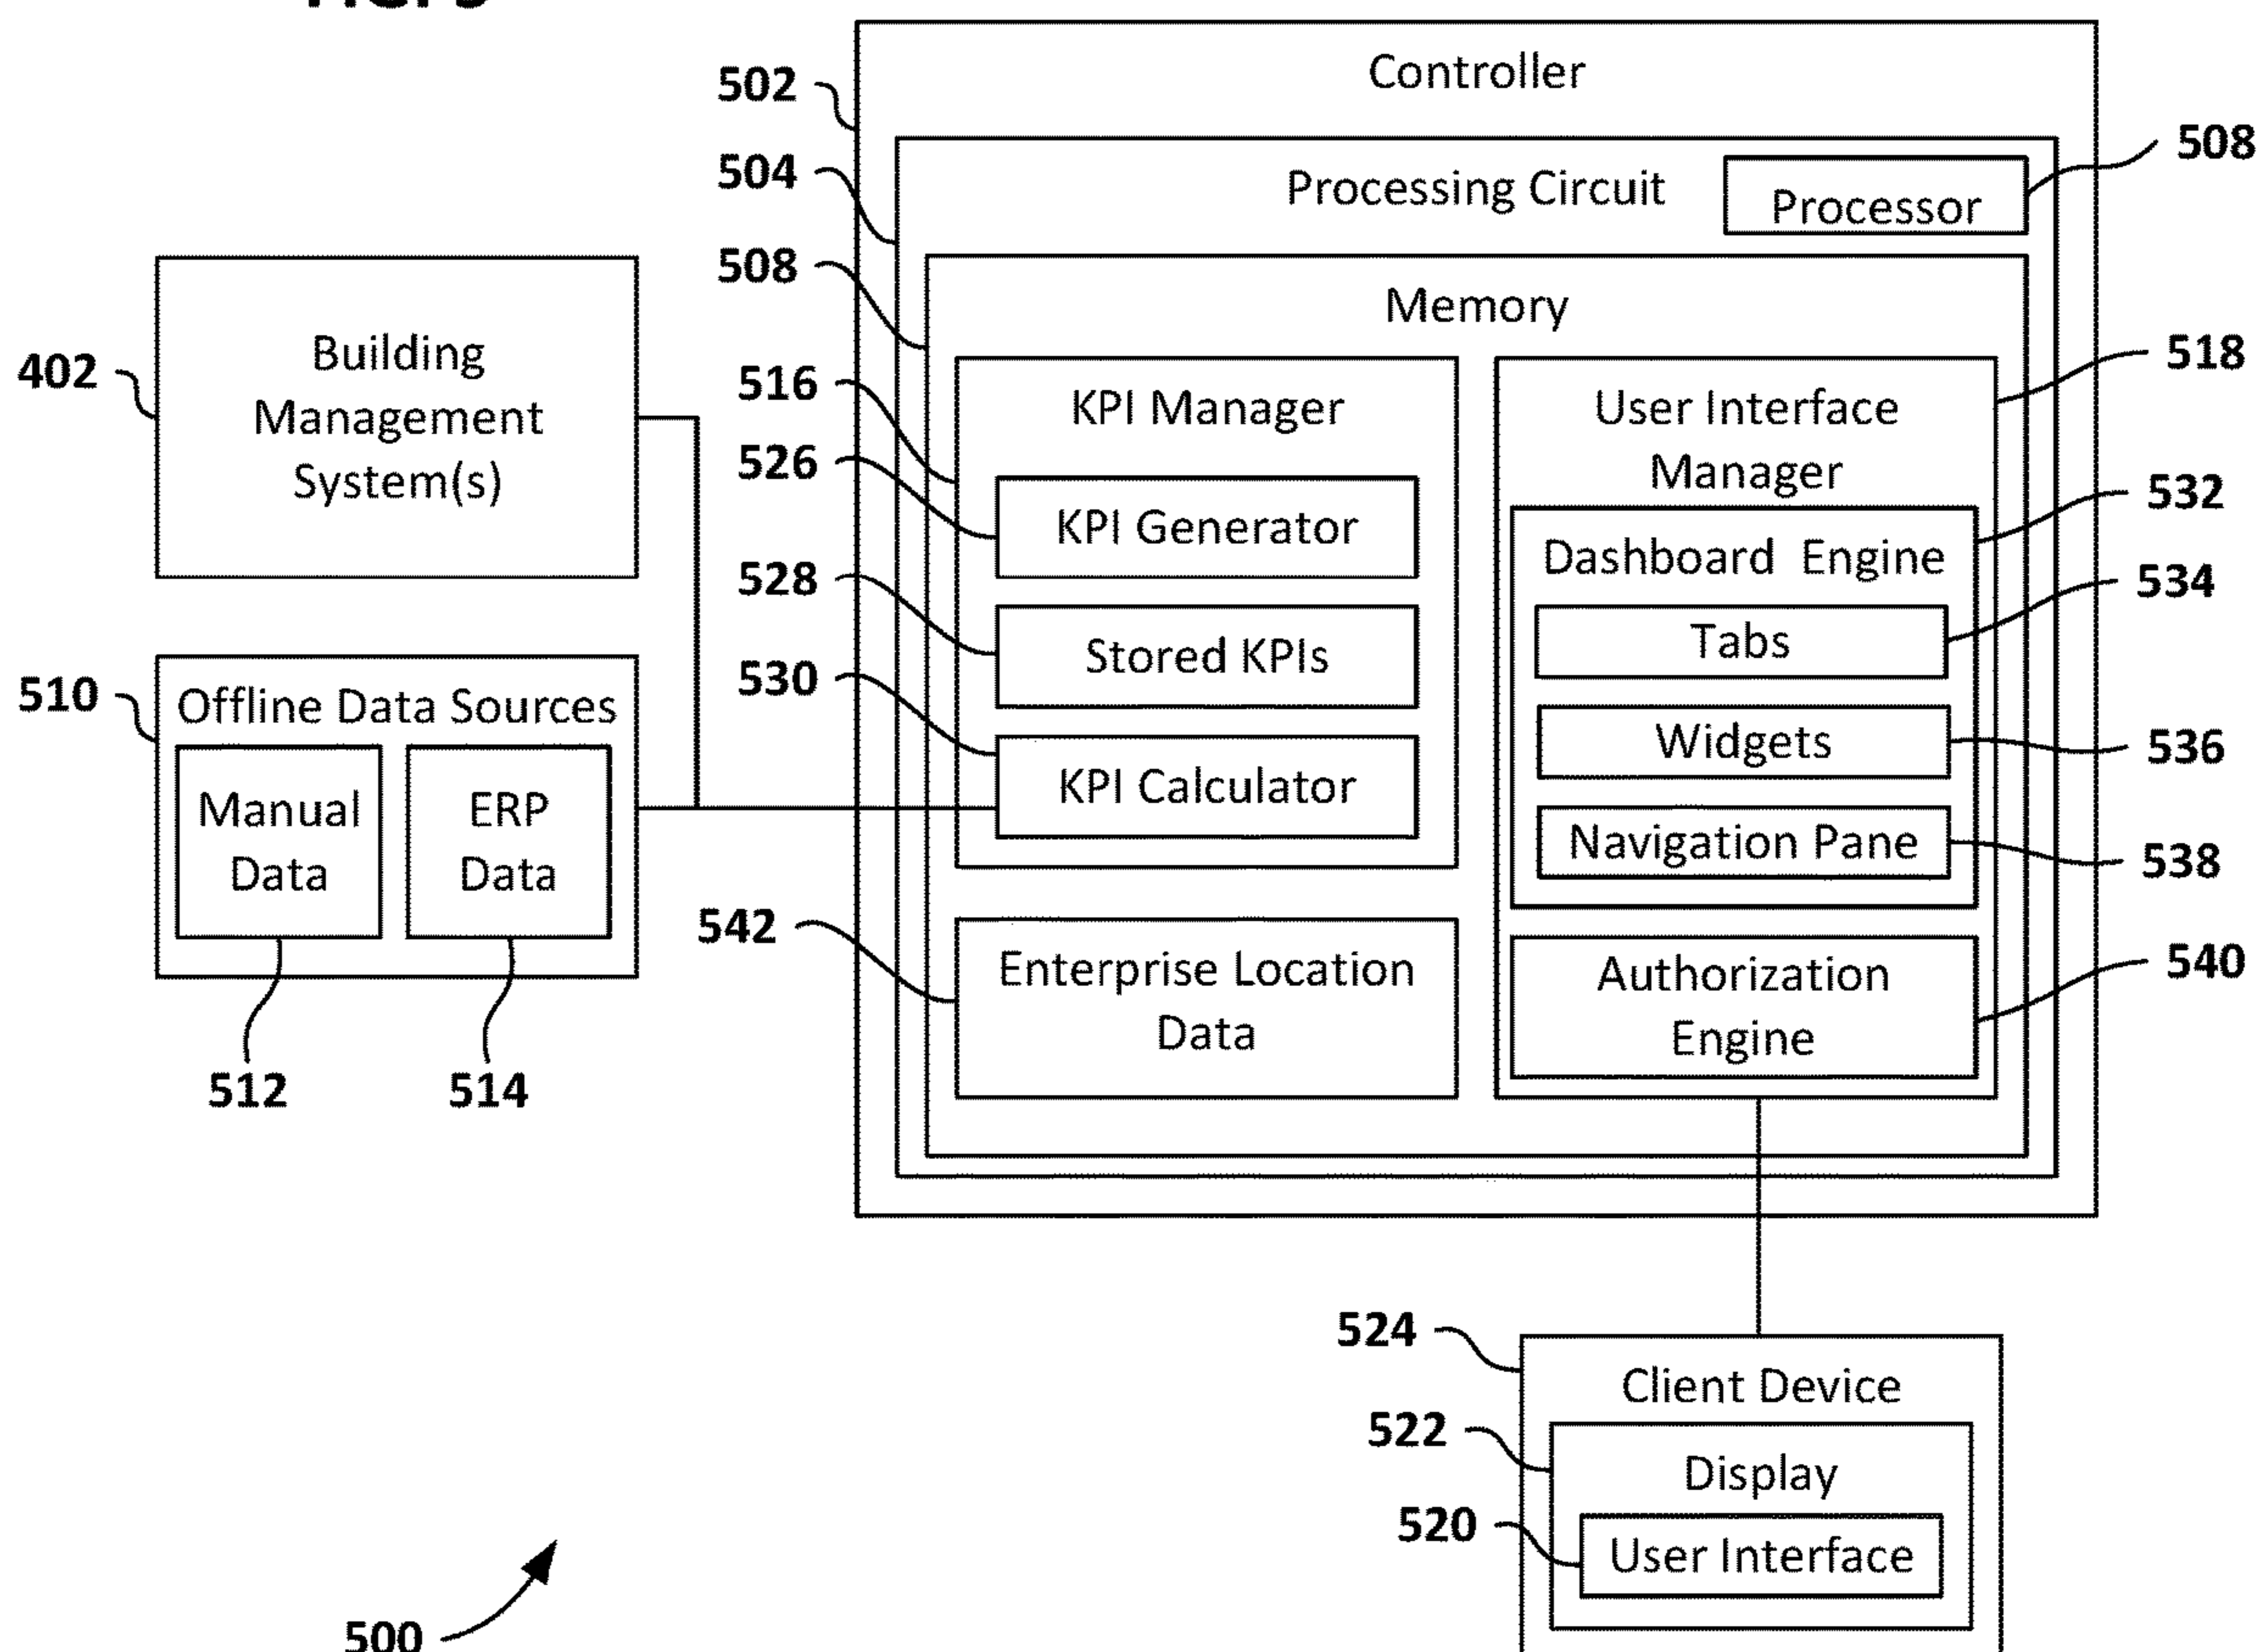 502
Controller
504
Processing Circuit
Processor
508
508
Memory
402
Building
Management
System(s)
516
KPI Manager
526
KPI Generator
528
Stored KPIs
530
KPI Calculator
518
User Interface
Manager
532
Dashboard Engine
534
Tabs
Widgets
536
Navigation Pane
538
510
Offline Data Sources
Manual
Data
ERP
Data
512
514
542
Enterprise Location
Data
Authorization
Engine
540
524
Client Device
522
Display
520
User Interface
500